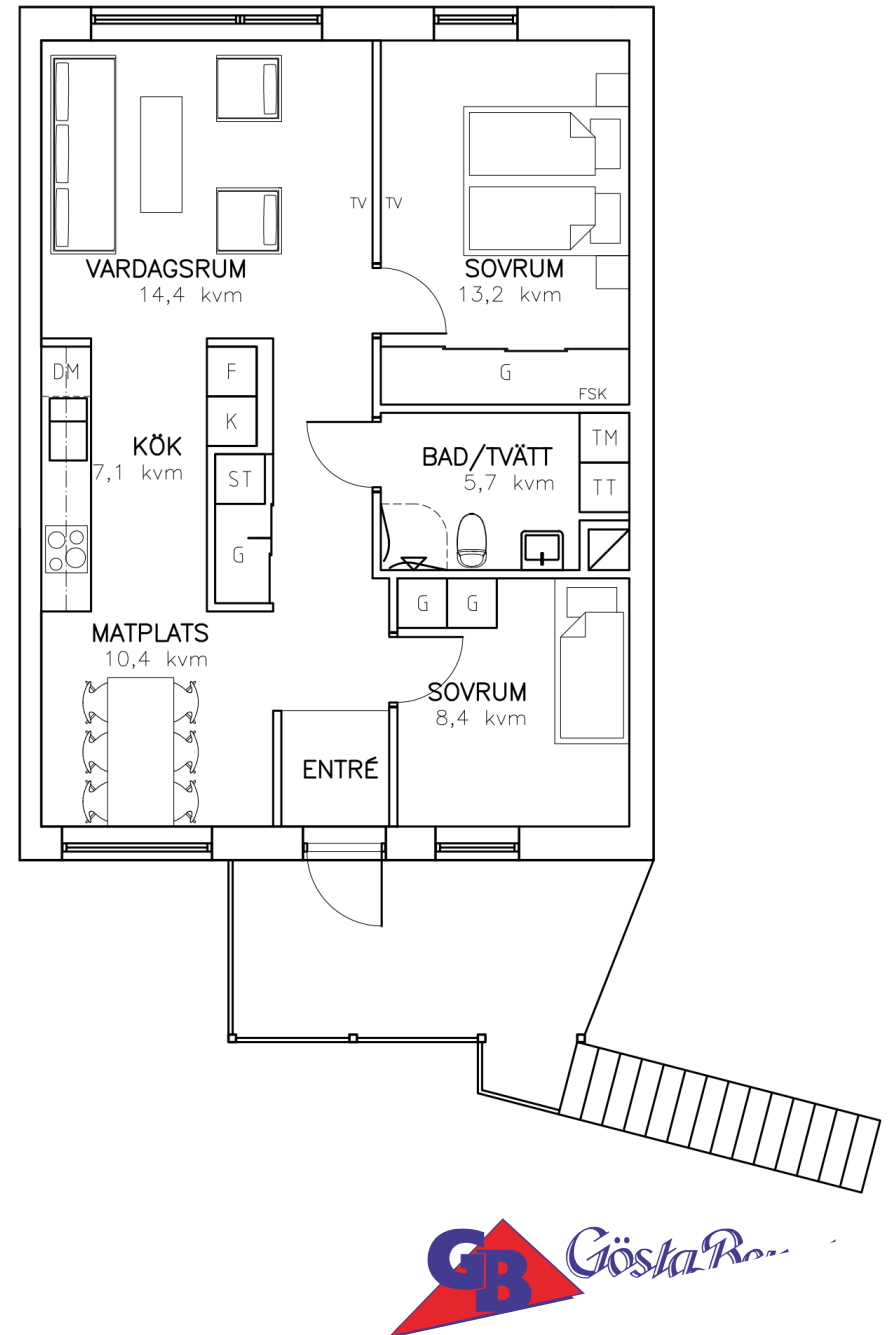 TV
TV
VARDAGSRUM
14,4 kvm
SOVRUM
13,2 kvm
DM
F
K
G
FSK
KÖK
7,1 kvm
ST
G
BAD/TVÄTT
5,7 kvm
TM
TT
G
G
MATPLATS
10,4 kvm
SOVRUM
8,4 kvm
ENTRÉ
GB
Gösta